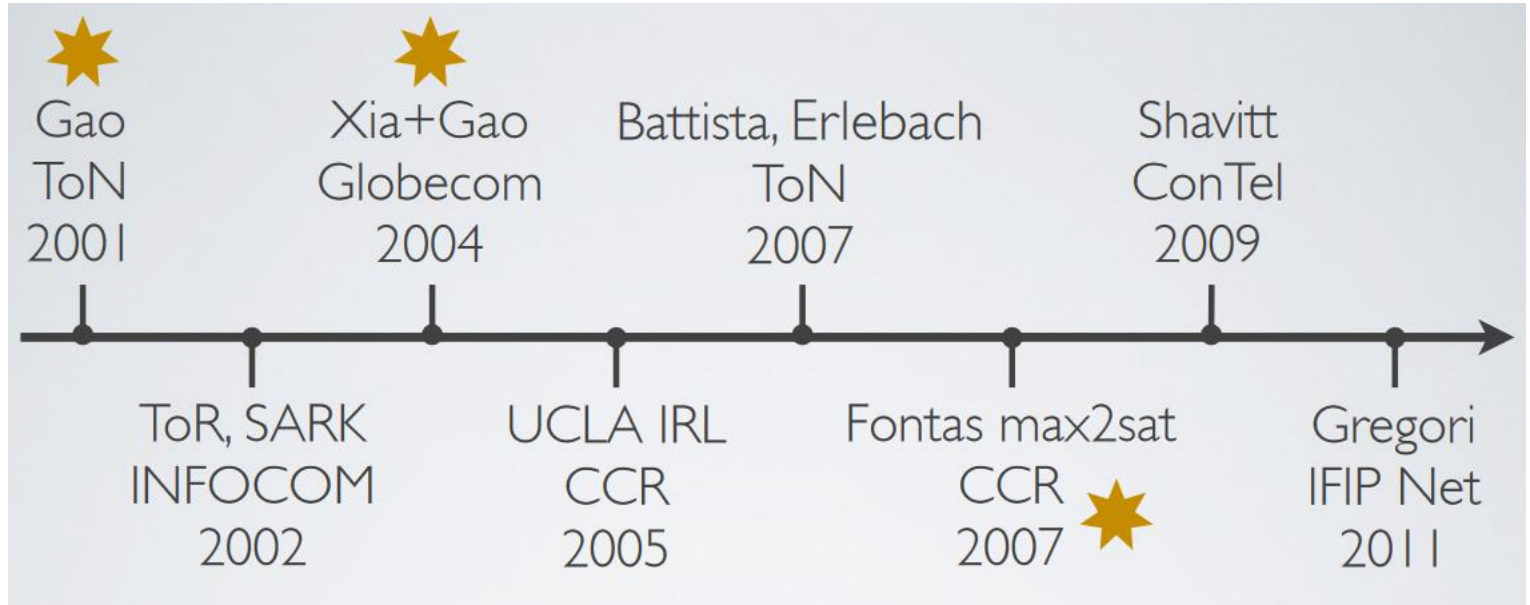 Gao
ToN
2001
Xia+Gao
Globecom
2004
Battista, Erlebach
ToN
2007
Shavitt
ConTel
2009
ToR, SARK
INFOCOM
2002
UCLA IRL
CCR
2005
Fontas max2sat
CCR
2007
Gregori
IFIP Net
2011